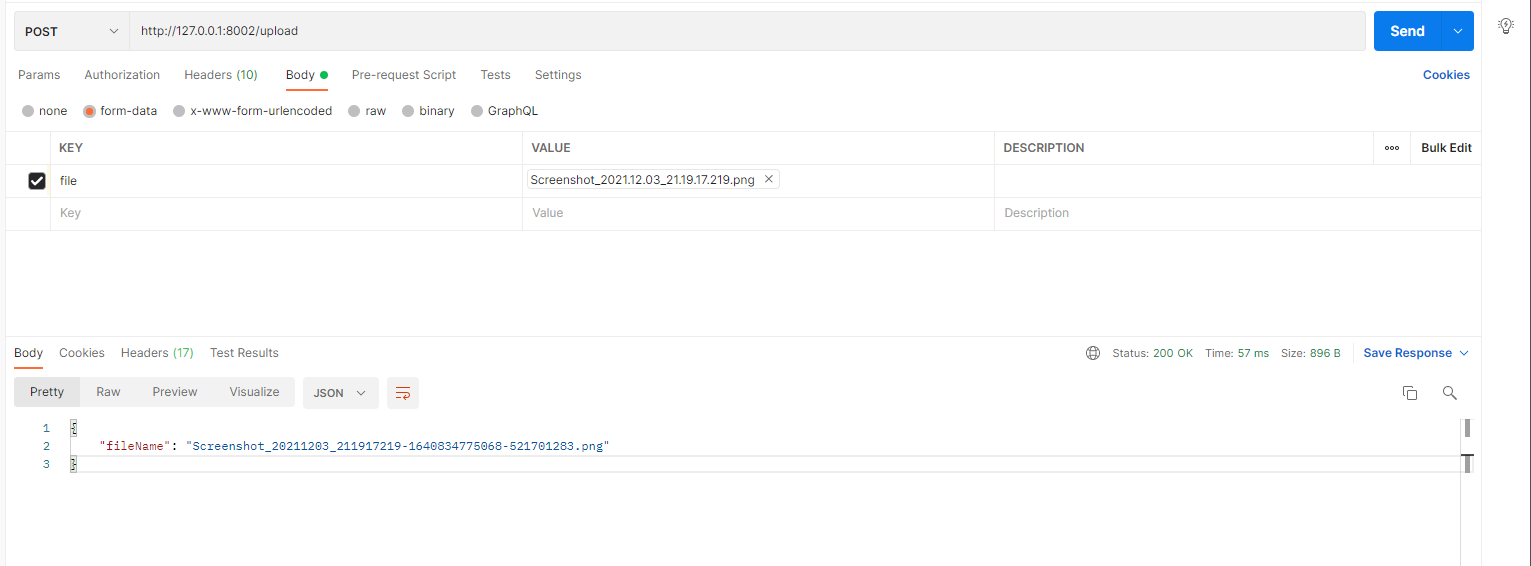 POST http://127.0.0.1:8002/upload Send
Params Authorization Headers (10) Body Pre-request Script Tests Settings Cookies
none form-data x-www-form-urlencoded raw binary GraphQL
KEY VALUE DESCRIPTION ooo Bulk Edit
file Screenshot_2021.12.03_21.19.17.219.png
Key Value Description
Body Cookies Headers (17) Test Results Status: 200 OK Time: 57 ms Size: 896 B Save Response
Pretty Raw Preview Visualize JSON
1 {
2 "fileName": "Screenshot_20211203_211917219-1640834775068-521701283.png"
3 }